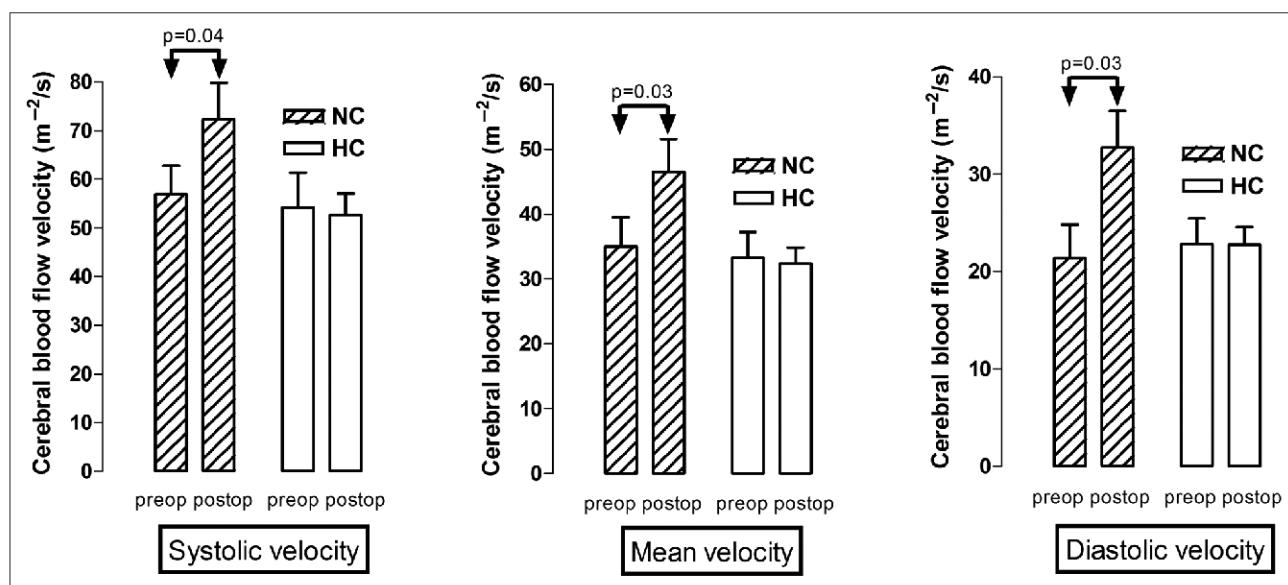 p=0.04
Cerebral blood flow velocity (m⁻²/s)
80
70
60
50
40
30
20
10
0
NC
HC
preop postop preop postop
Systolic velocity
p=0.03
Cerebral blood flow velocity (m⁻²/s)
60
50
40
30
20
10
0
NC
HC
preop postop preop postop
Mean velocity
p=0.03
Cerebral blood flow velocity (m⁻²/s)
40
30
20
10
0
NC
HC
preop postop preop postop
Diastolic velocity